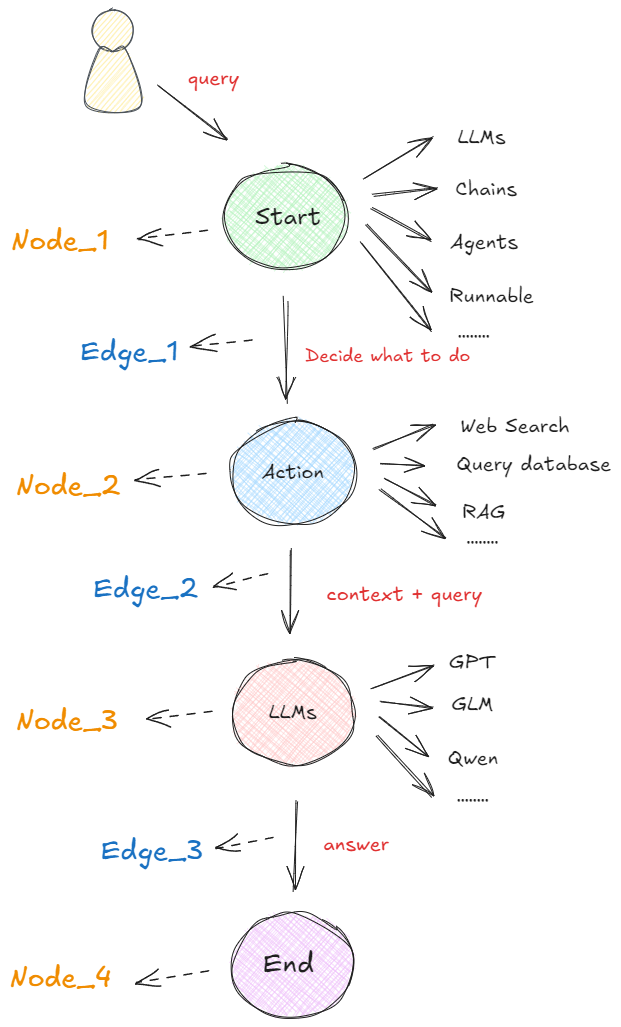 query
LLMs
Chains
Start
Agents
Node_1
Runnable
........
Edge_1
Decide what to do
Web Search
Query database
Action
Node_2
RAG
........
Edge_2
context + query
GPT
GLM
LLMs
Node_3
Qwen
........
Edge_3
answer
End
Node_4